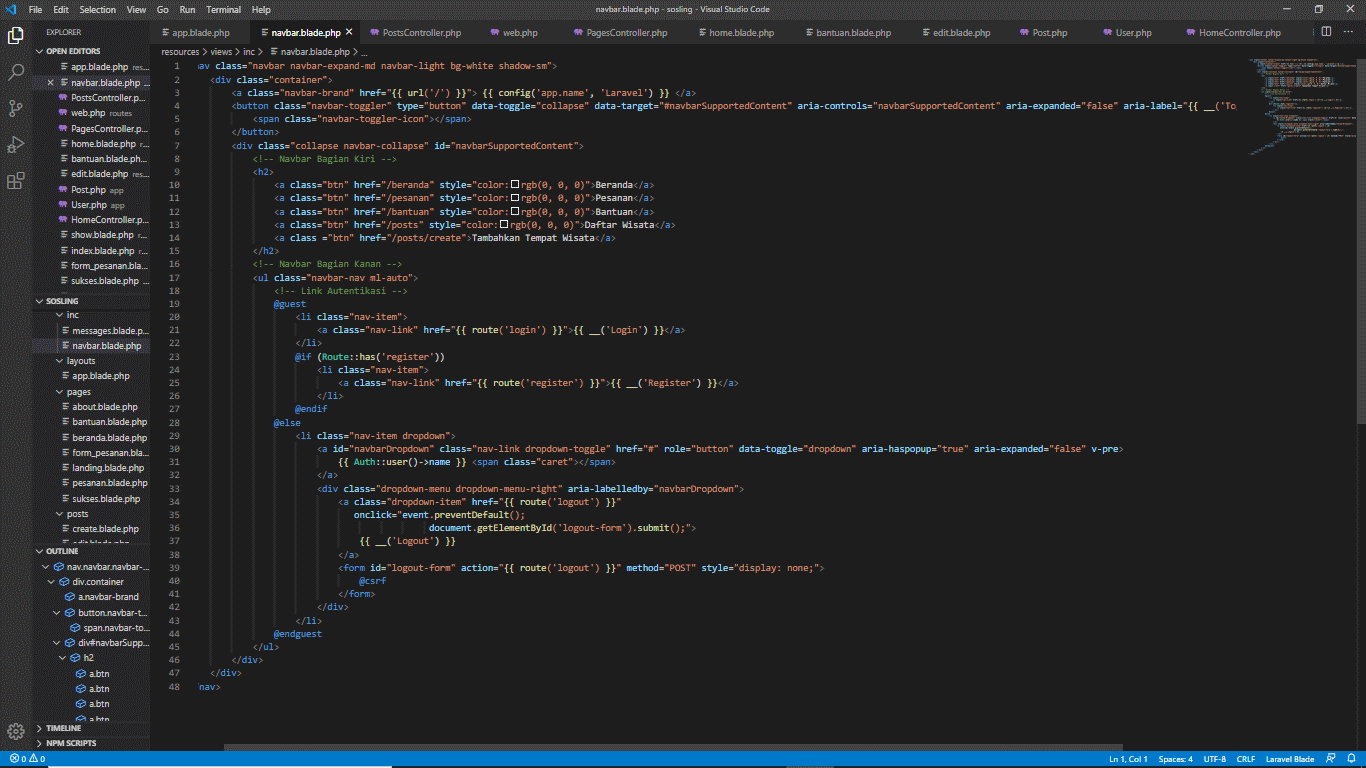 File Edit Selection View Go Run Terminal Help
navbar.blade.php - sosling - Visual Studio Code
EXPLORER
app.blade.php navbar.blade.php PostsController.php web.php PagesController.php home.blade.php bantuan.blade.php edit.blade.php Post.php User.php HomeController.php
OPEN EDITORS
app.blade.php res...
navbar.blade.php ...
PostsController.p...
web.php routes
PagesController.p...
home.blade.php r...
bantuan.blade.ph...
edit.blade.php res...
Post.php app
User.php app
HomeController.p...
show.blade.php r...
index.blade.php r...
form_pesanan.bla...
sukses.blade.php ...
SOSLING
inc
messages.blade.p...
navbar.blade.php
layouts
app.blade.php
pages
about.blade.php
bantuan.blade.php
beranda.blade.php
form_pesanan.bla...
landing.blade.php
pesanan.blade.php
sukses.blade.php
posts
create.blade.php
edit.blade.php
OUTLINE
nav.navbar.navbar-...
div.container
a.navbar-brand
button.navbar-t...
span.navbar-to...
div#navbarSupp...
h2
a.btn
a.btn
a.btn
a.btn
TIMELINE
NPM SCRIPTS
resources > views > inc > navbar.blade.php > ...
1 av class="navbar navbar-expand-md navbar-light bg-white shadow-sm">
2 <div class="container">
3 <a class="navbar-brand" href="{{ url('/') }}"> {{ config('app.name', 'Laravel') }} </a>
4 <button class="navbar-toggler" type="button" data-toggle="collapse" data-target="#navbarSupportedContent" aria-controls="navbarSupportedContent" aria-expanded="false" aria-label="{{ __('To
5 <span class="navbar-toggler-icon"></span>
6 </button>
7 <div class="collapse navbar-collapse" id="navbarSupportedContent">
8 <!-- Navbar Bagian Kiri -->
9 <h2>
10 <a class="btn" href="/beranda" style="color:rgb(0, 0, 0)">Beranda</a>
11 <a class="btn" href="/pesanan" style="color:rgb(0, 0, 0)">Pesanan</a>
12 <a class="btn" href="/bantuan" style="color:rgb(0, 0, 0)">Bantuan</a>
13 <a class="btn" href="/posts" style="color:rgb(0, 0, 0)">Daftar Wisata</a>
14 <a class ="btn" href="/posts/create">Tambahkan Tempat Wisata</a>
15 </h2>
16 <!-- Navbar Bagian Kanan -->
17 <ul class="navbar-nav ml-auto">
18 <!-- Link Autentikasi -->
19 @guest
20 <li class="nav-item">
21 <a class="nav-link" href="{{ route('login') }}">{{ __('Login') }}</a>
22 </li>
23 @if (Route::has('register'))
24 <li class="nav-item">
25 <a class="nav-link" href="{{ route('register') }}">{{ __('Register') }}</a>
26 </li>
27 @endif
28 @else
29 <li class="nav-item dropdown">
30 <a id="navbarDropdown" class="nav-link dropdown-toggle" href="#" role="button" data-toggle="dropdown" aria-haspopup="true" aria-expanded="false" v-pre>
31 {{ Auth::user()->name }} <span class="caret"></span>
32 </a>
33 <div class="dropdown-menu dropdown-menu-right" aria-labelledby="navbarDropdown">
34 <a class="dropdown-item" href="{{ route('logout') }}"
35 onclick="event.preventDefault();
36 document.getElementById('logout-form').submit();">
37 {{ __('Logout') }}
38 </a>
39 <form id="logout-form" action="{{ route('logout') }}" method="POST" style="display: none;">
40 @csrf
41 </form>
42 </div>
43 </li>
44 @endguest
45 </ul>
46 </div>
47 </div>
48 nav>
0 0
Ln 1, Col 1 Spaces: 4 UTF-8 CRLF Laravel Blade